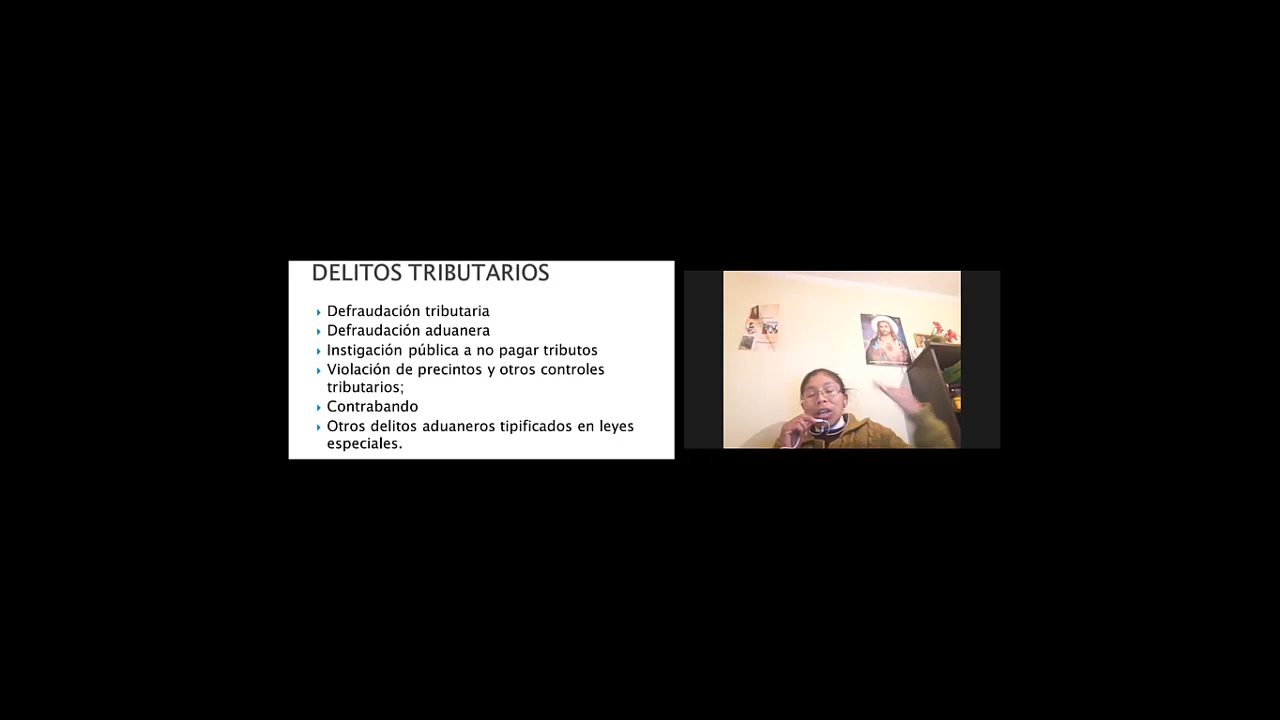 DELITOS TRIBUTARIOS
Defraudación tributaria
Defraudación aduanera
Instigación pública a no pagar tributos
Violación de precintos y otros controles
tributarios;
Contrabando
Otros delitos aduaneros tipificados en leyes
especiales.